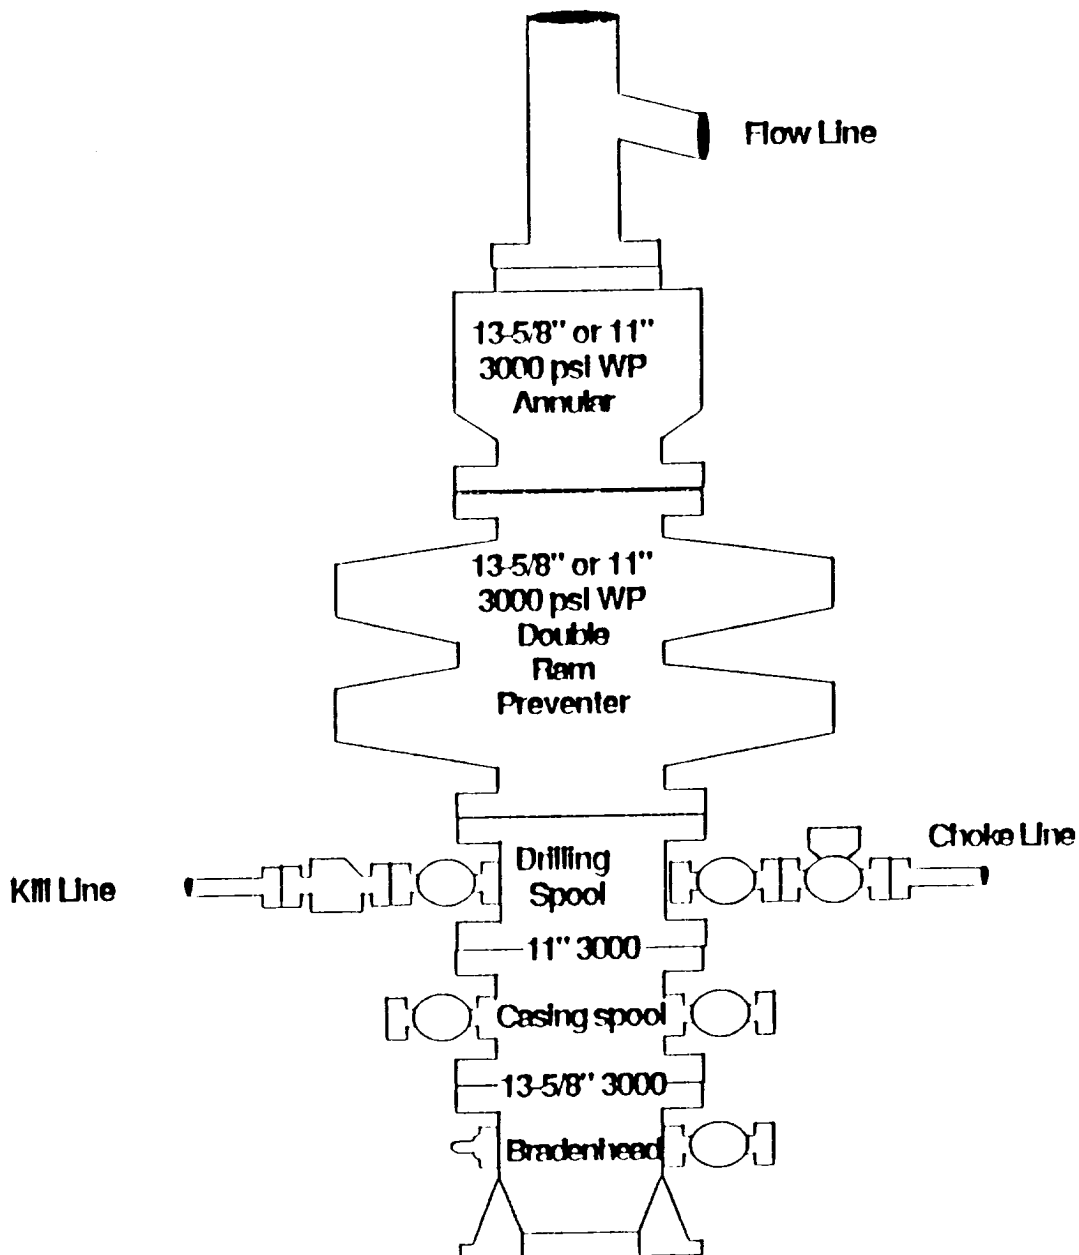 Flow Line
13-5/8" or 11"
3000 psi WP
Annular
13-5/8" or 11"
3000 psi WP
Double
Ram
Preventer
Choke Line
Drilling
Spool
Kill Line
11" 3000
Casing spool
13-5/8" 3000
Bradenhead